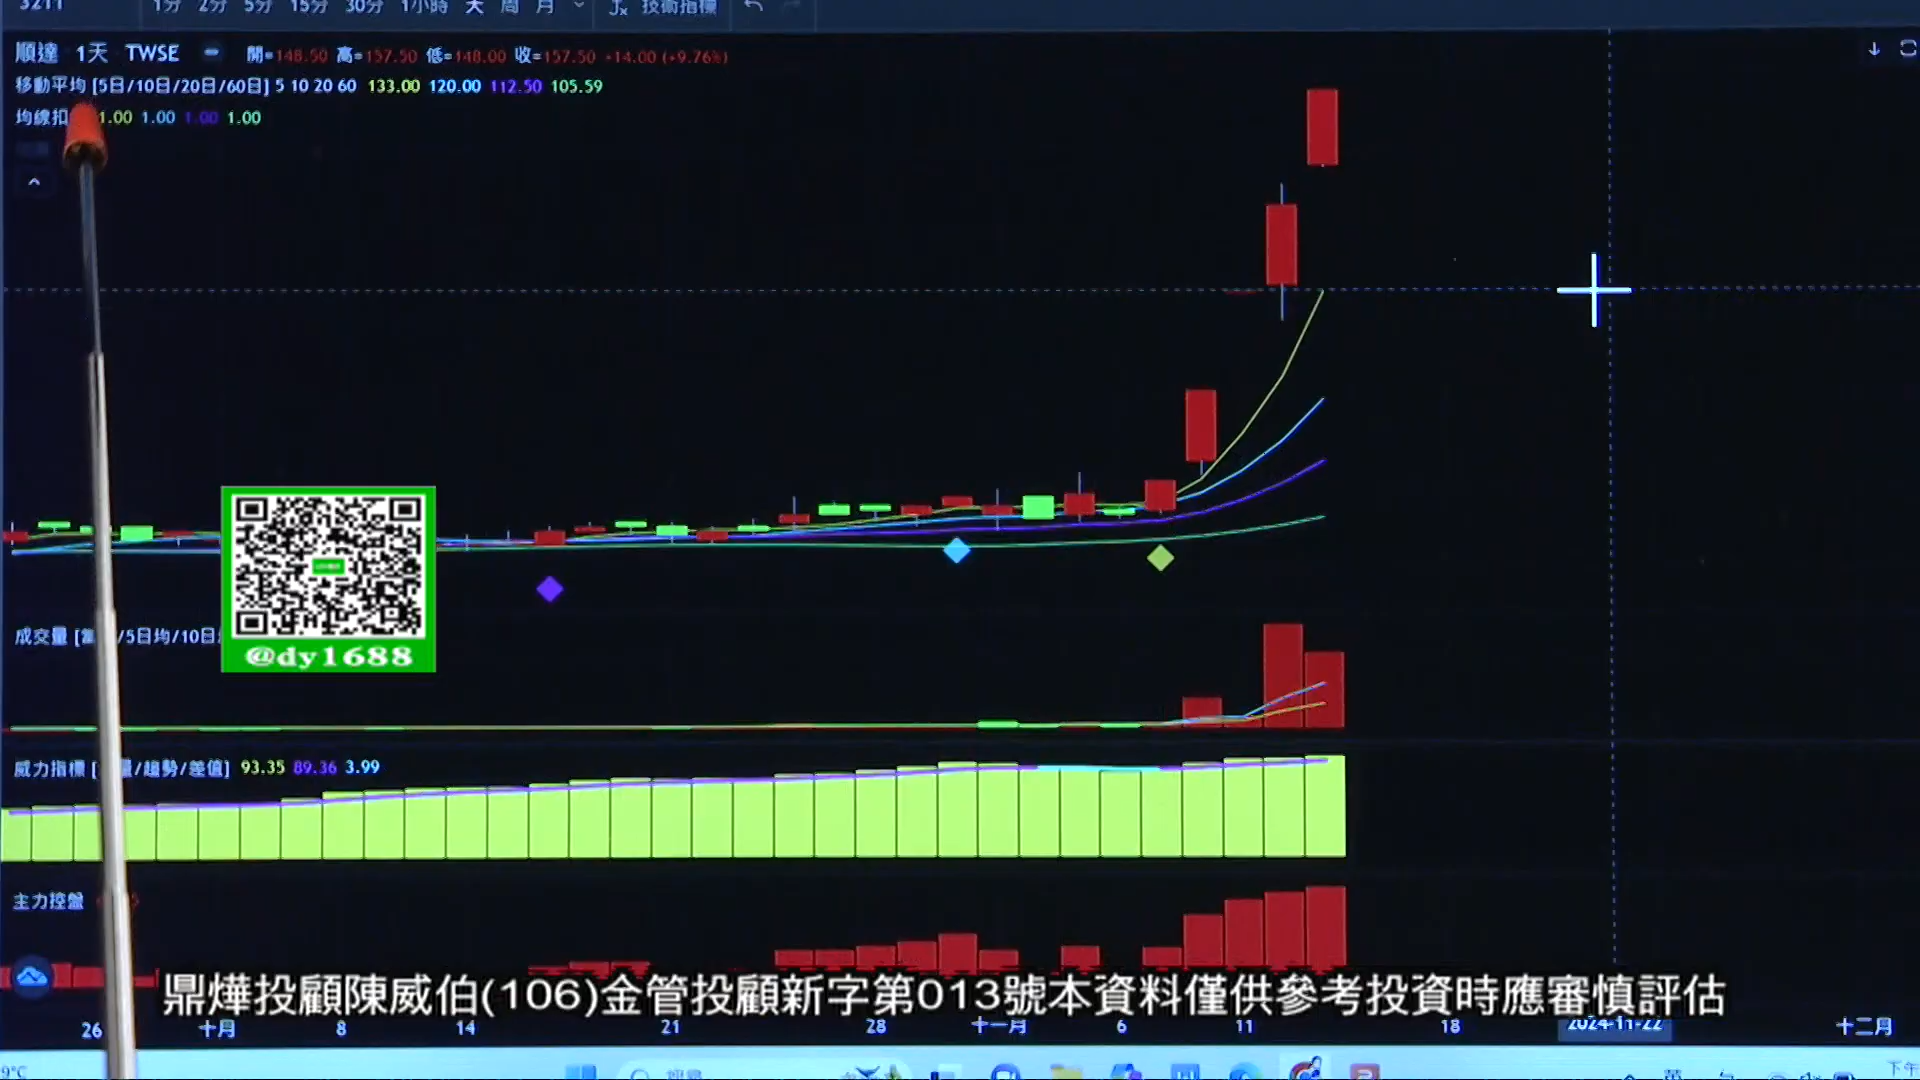 3211 1分 2分 5分 15分 30分 1小時 天 周 月 技術指標
順達 1天 TWSE 開=148.50 高=157.50 低=148.00 收=157.50 +14.00 (+9.76%)
移動平均 [5日/10日/20日/60日] 5 10 20 60 133.00 120.00 112.50 105.59
均線扣 1.00 1.00 1.00 1.00
成交量 [當 /5日均/10日
@dy1688
威力指標 [ 量/趨勢/差值] 93.35 89.36 3.99
主力控盤
鼎燁投顧陳威伯(106)金管投顧新字第013號本資料僅供參考投資時應審慎評估
26 十月 8 14 21 28 十一月 6 11 18 2024-11-22 十二月
9°C 搜尋 英 下午